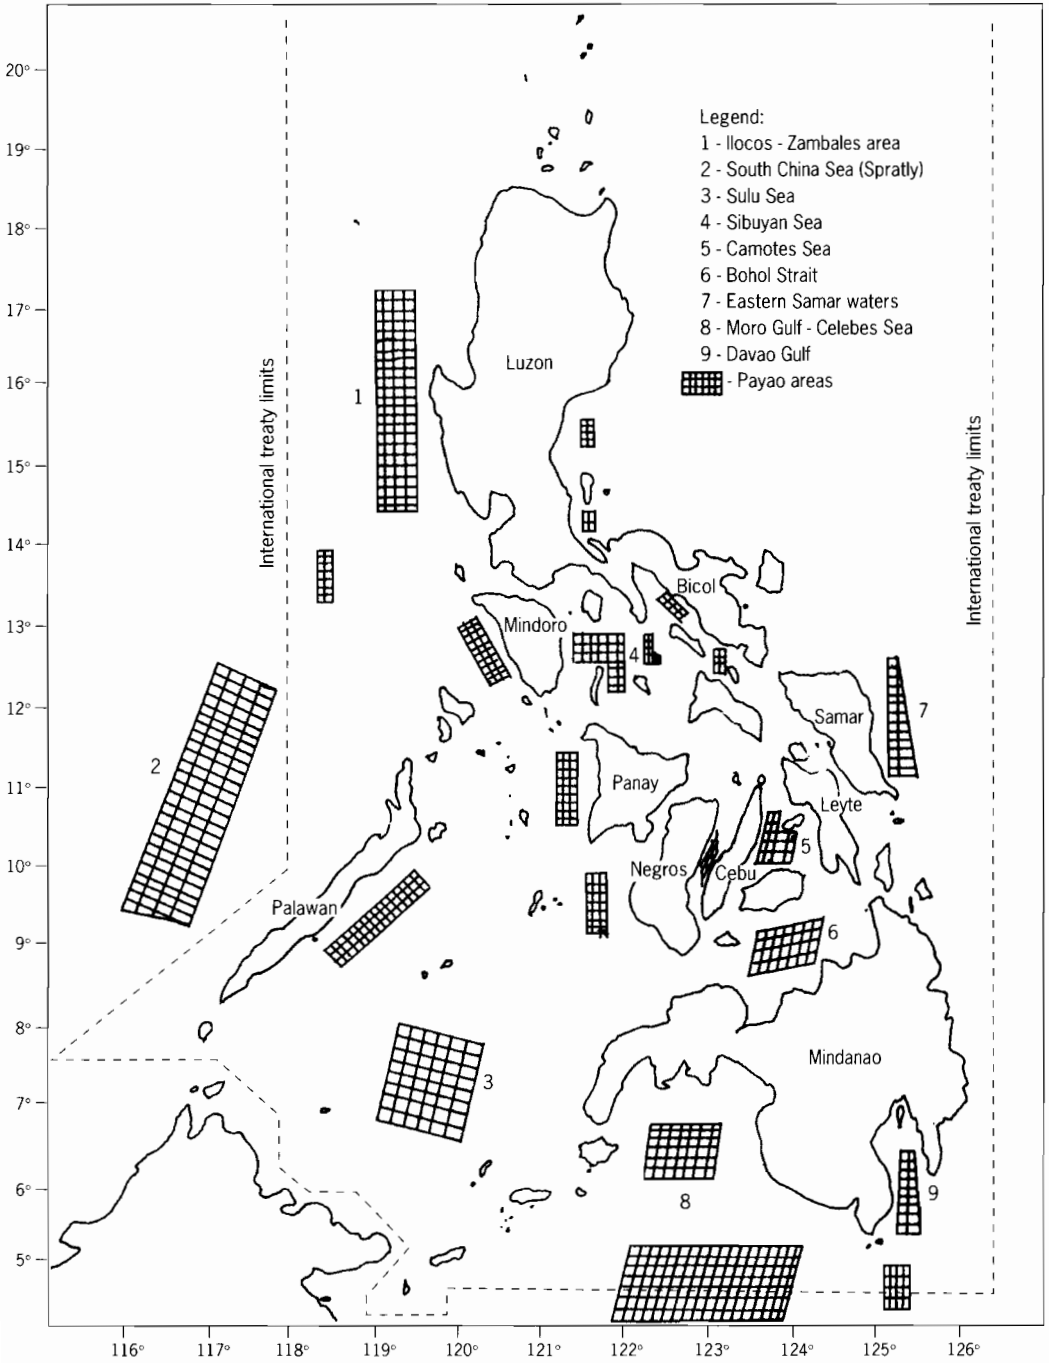 Legend:
1 - Ilocos - Zambales area
2 - South China Sea (Spratly)
3 - Sulu Sea
4 - Sibuyan Sea
5 - Camotes Sea
6 - Bohol Strait
7 - Eastern Samar waters
8 - Moro Gulf - Celebes Sea
9 - Davao Gulf
- Payao areas
20°
19°
18°
17°
16°
15°
14°
13°
12°
11°
10°
9°
8°
7°
6°
5°
International treaty limits
International treaty limits
Luzon
1
Bicol
Mindoro
4
2
Samar
7
Panay
Leyte
5
Negros
Cebu
Palawan
6
Mindanao
3
8
9
116°
117°
118°
119°
120°
121°
122°
123°
124°
125°
126°